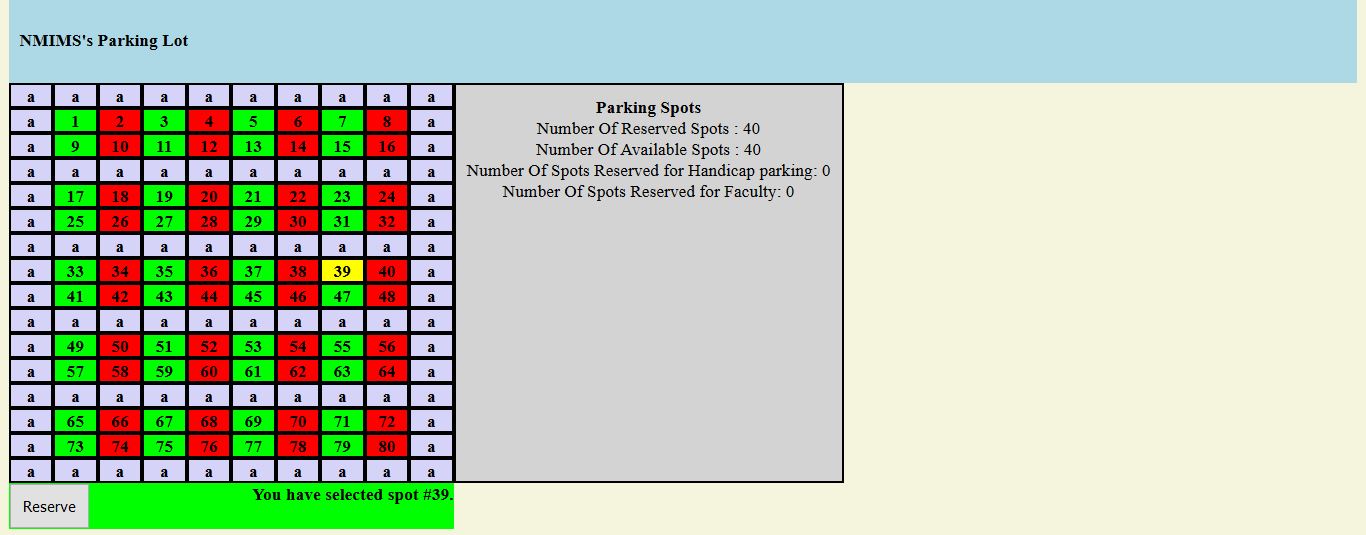 NMIMS's Parking Lot
a a a a a a a a a a
a 1 2 3 4 5 6 7 8 a
a 9 10 11 12 13 14 15 16 a
a a a a a a a a a a
a 17 18 19 20 21 22 23 24 a
a 25 26 27 28 29 30 31 32 a
a a a a a a a a a a
a 33 34 35 36 37 38 39 40 a
a 41 42 43 44 45 46 47 48 a
a a a a a a a a a a
a 49 50 51 52 53 54 55 56 a
a 57 58 59 60 61 62 63 64 a
a a a a a a a a a a
a 65 66 67 68 69 70 71 72 a
a 73 74 75 76 77 78 79 80 a
a a a a a a a a a a
Parking Spots
Number Of Reserved Spots : 40
Number Of Available Spots : 40
Number Of Spots Reserved for Handicap parking: 0
Number Of Spots Reserved for Faculty: 0
You have selected spot #39.
Reserve